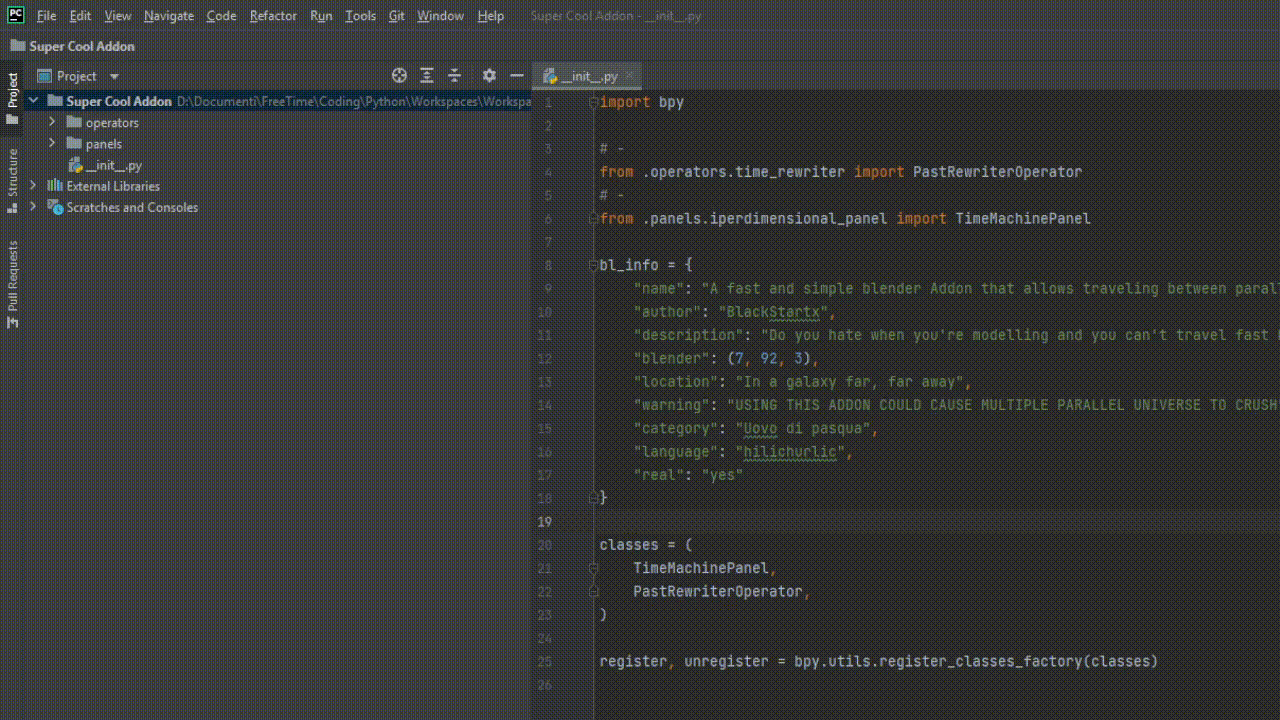 PC File Edit View Navigate Code Refactor Run Tools Git Window Help Super Cool Addon - __init__.py
Super Cool Addon
Project
Structure
Pull Requests
Project
Super Cool Addon D:\Documenti\FreeTime\Coding\Python\Workspaces\Workspa
operators
panels
__init__.py
External Libraries
Scratches and Consoles
__init__.py
1 import bpy
2
3 # -
4 from .operators.time_rewriter import PastRewriterOperator
5 # -
6 from .panels.iperdimensional_panel import TimeMachinePanel
7
8 bl_info = {
9 "name": "A fast and simple blender Addon that allows traveling between paral
10 "author": "BlackStartx",
11 "description": "Do you hate when you're modelling and you can't travel fast
12 "blender": (7, 92, 3),
13 "location": "In a galaxy far, far away",
14 "warning": "USING THIS ADDON COULD CAUSE MULTIPLE PARALLEL UNIVERSE TO CRUSH
15 "category": "Uovo di pasqua",
16 "language": "hilichurlic",
17 "real": "yes"
18 }
19
20 classes = (
21 TimeMachinePanel,
22 PastRewriterOperator,
23 )
24
25 register, unregister = bpy.utils.register_classes_factory(classes)
26